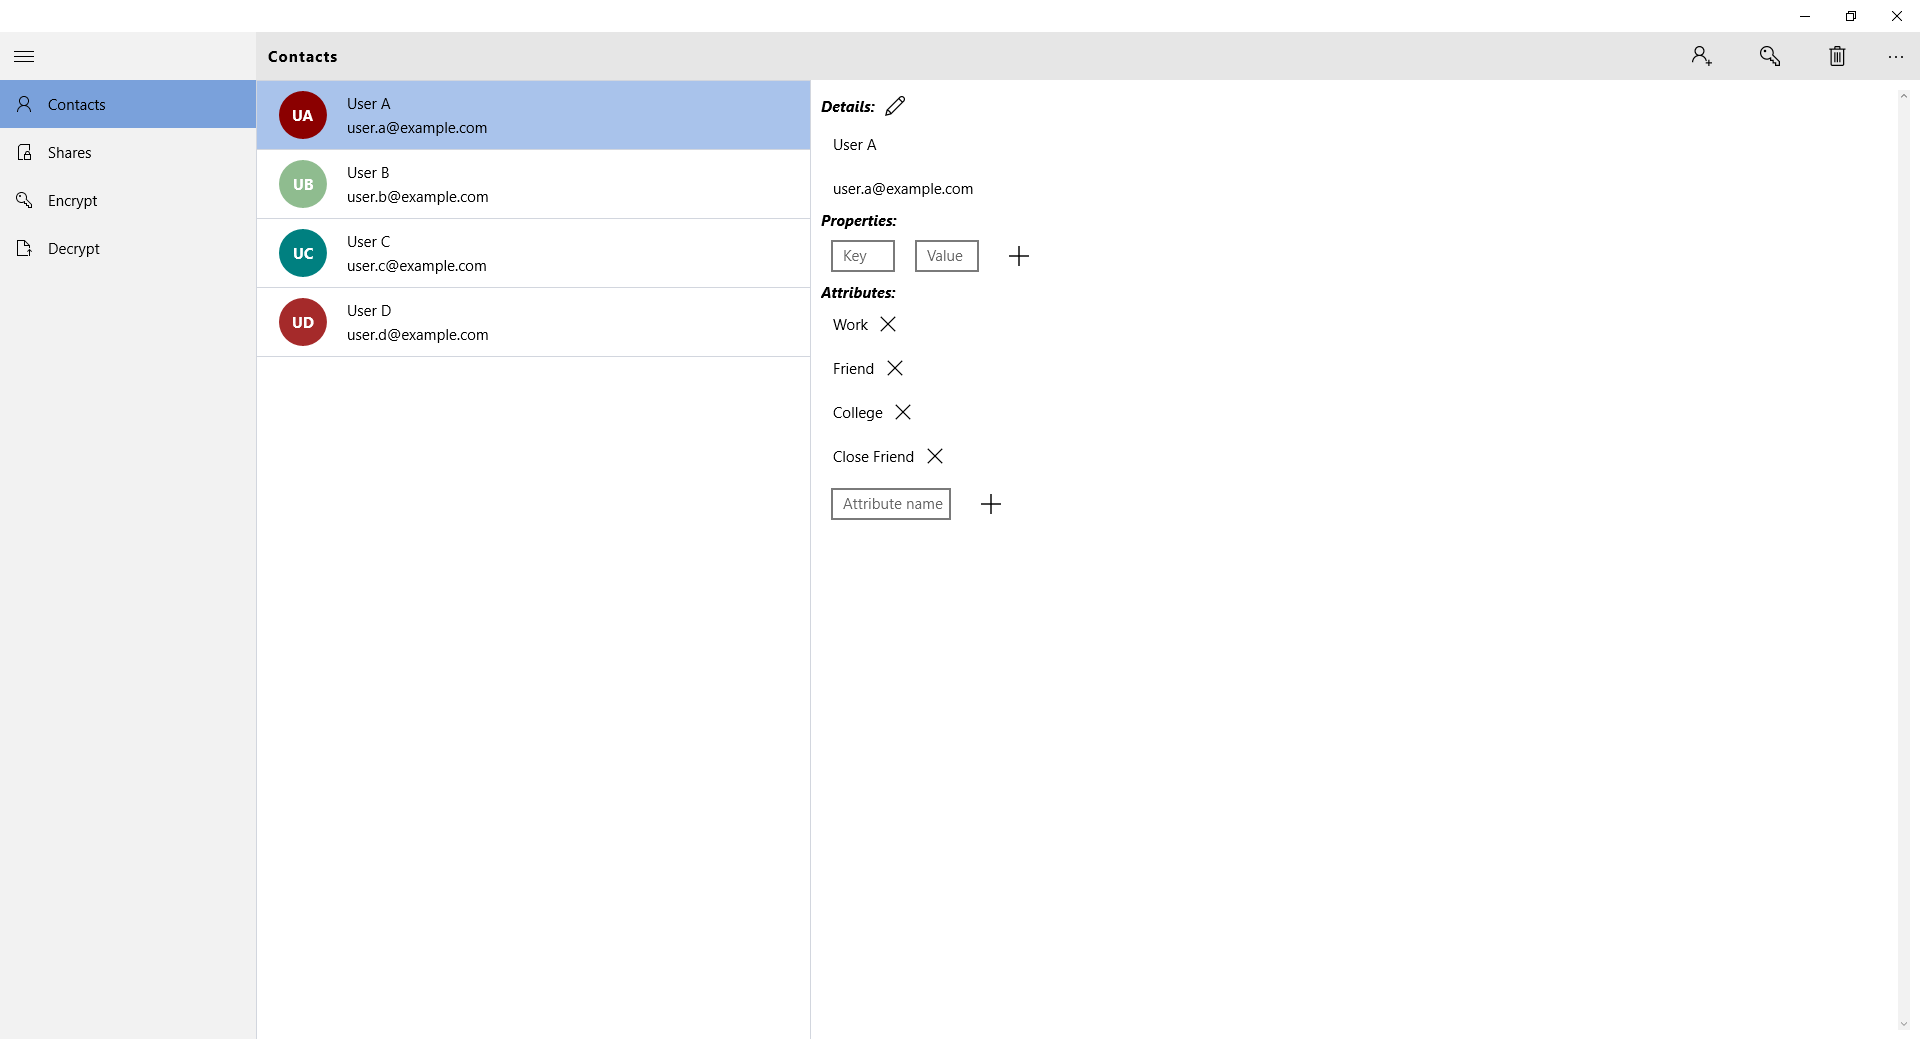 Contacts
Contacts
Shares
Encrypt
Decrypt
UA
User A
user.a@example.com
UB
User B
user.b@example.com
UC
User C
user.c@example.com
UD
User D
user.d@example.com
Details:
User A
user.a@example.com
Properties:
Key Value
Attributes:
Work
Friend
College
Close Friend
Attribute name